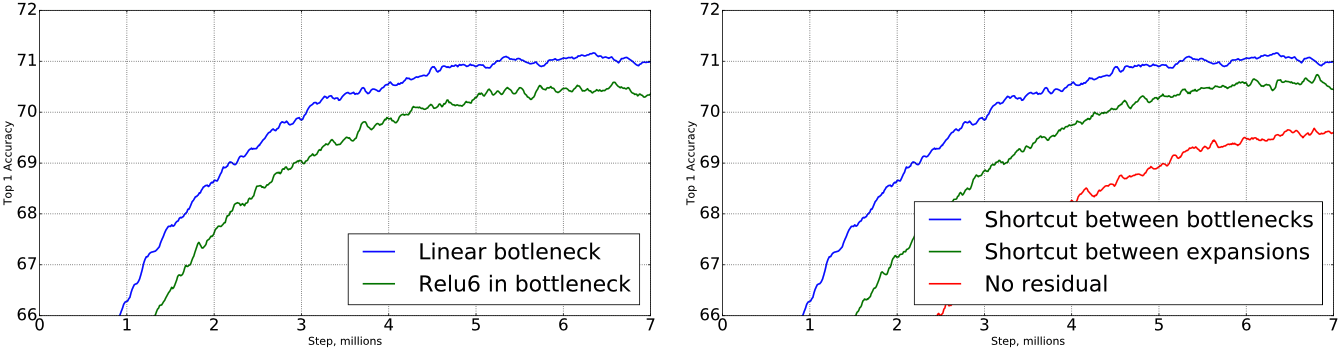 72
71
70
69
68
67
66
Top 1 Accuracy
0 1 2 3 4 5 6 7
Step, millions
Linear botleneck
Relu6 in bottleneck
72
71
70
69
68
67
66
Top 1 Accuracy
0 1 2 3 4 5 6 7
Step, millions
Shortcut between bottlenecks
Shortcut between expansions
No residual